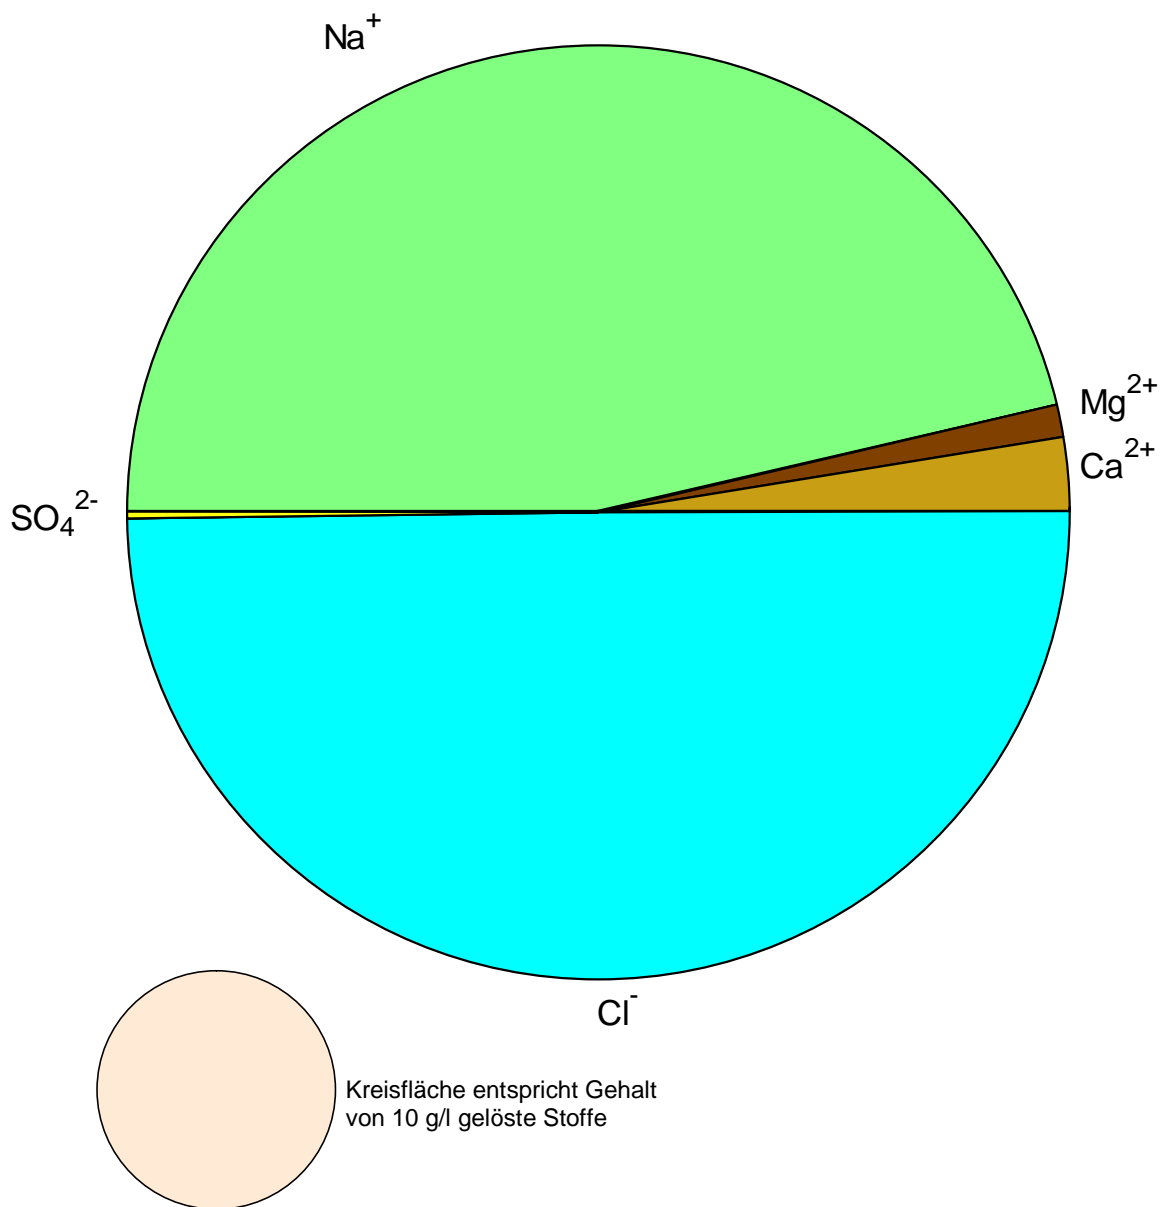 Na⁺
Mg²⁺
Ca²⁺
SO₄²⁻
Cl⁻
Kreisfläche entspricht Gehalt
von 10 g/l gelöste Stoffe